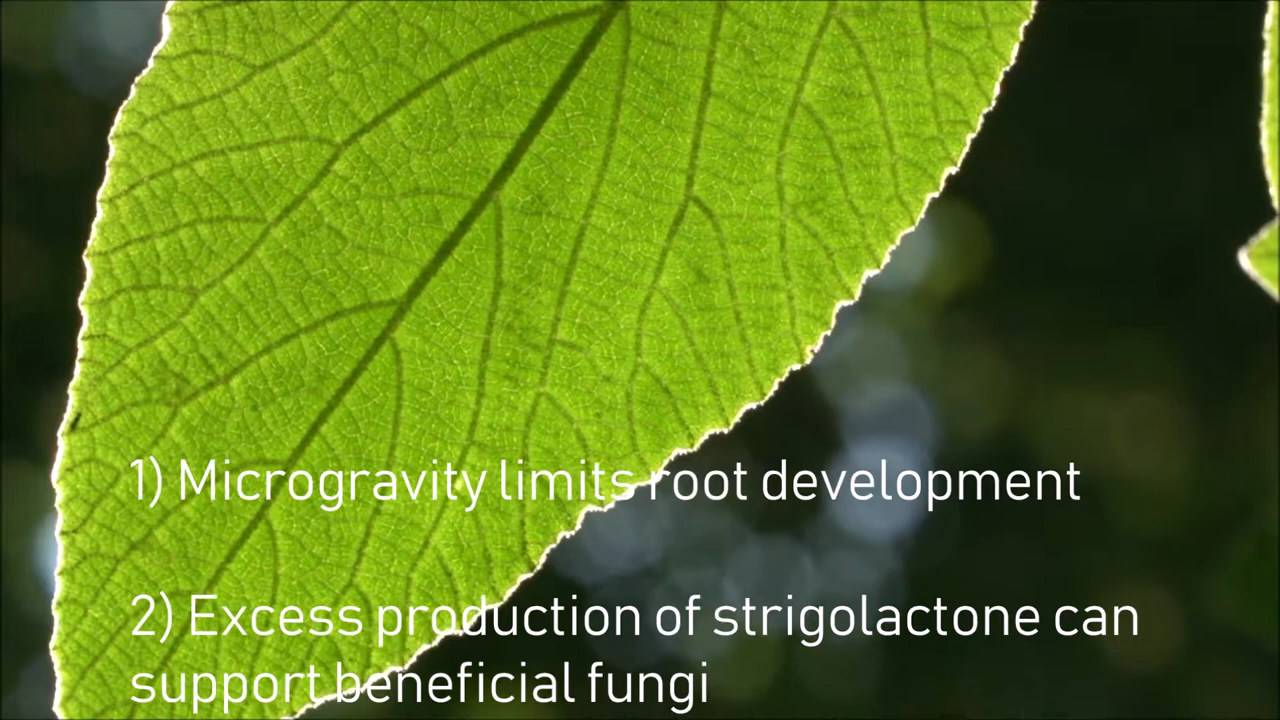 1) Microgravity limits root development
2) Excess production of strigolactone can
support beneficial fungi